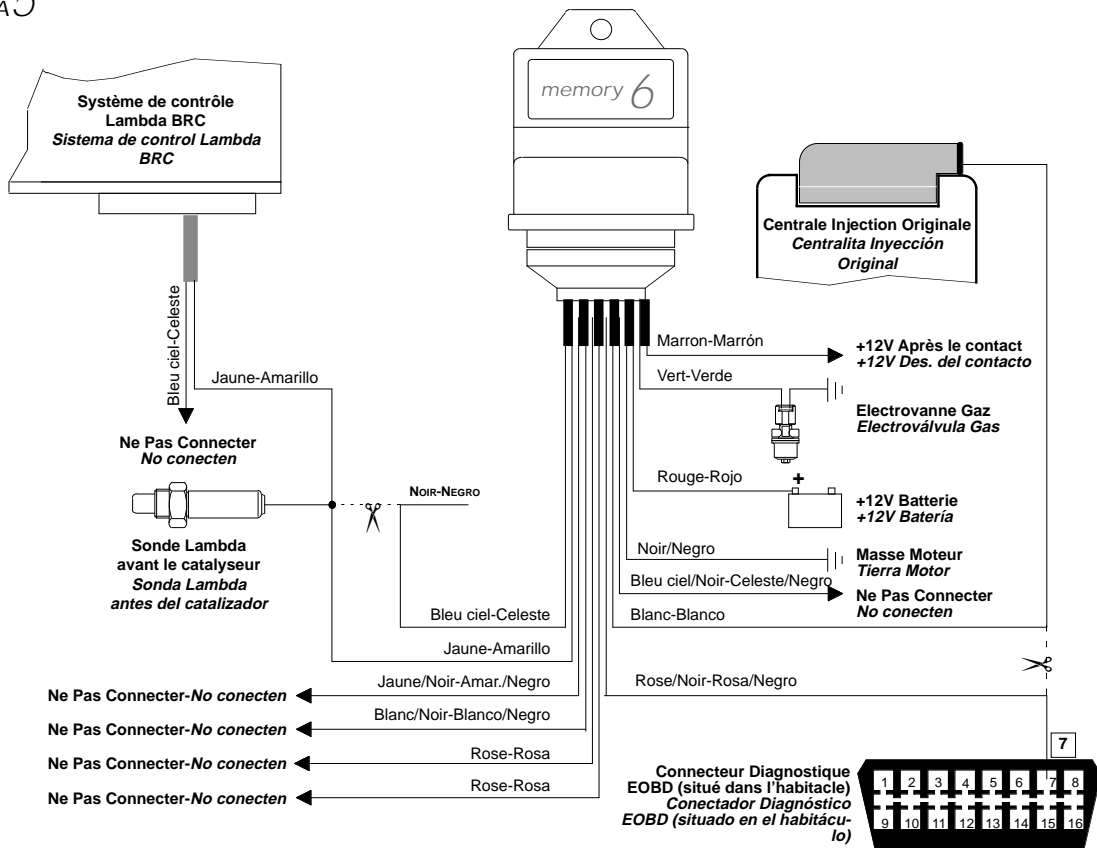 memory 6
Système de contrôle
Lambda BRC
Sistema de control Lambda
BRC
Centrale Injection Originale
Centralita Inyección
Original
Bleu ciel-Celeste
Jaune-Amarillo
Ne Pas Connecter
No conecten
Marron-Marrón
+12V Après le contact
+12V Des. del contacto
Vert-Verde
Electrovanne Gaz
Electroválvula Gas
Rouge-Rojo
+
+12V Batterie
+12V Batería
NOIR-NEGRO
Sonde Lambda
avant le catalyseur
Sonda Lambda
antes del catalizador
Noir/Negro
Masse Moteur
Tierra Motor
Bleu ciel/Noir-Celeste/Negro
Ne Pas Connecter
No conecten
Bleu ciel-Celeste
Blanc-Blanco
Jaune-Amarillo
Jaune/Noir-Amar./Negro
Ne Pas Connecter-No conecten
Rose/Noir-Rosa/Negro
Blanc/Noir-Blanco/Negro
Ne Pas Connecter-No conecten
Rose-Rosa
Ne Pas Connecter-No conecten
Rose-Rosa
Ne Pas Connecter-No conecten
7
Connecteur Diagnostique
EOBD (situé dans l'habitacle)
Conectador Diagnóstico
EOBD (situado en el habitácu-
lo)
1 2 3 4 5 6 7 8
9 10 11 12 13 14 15 16